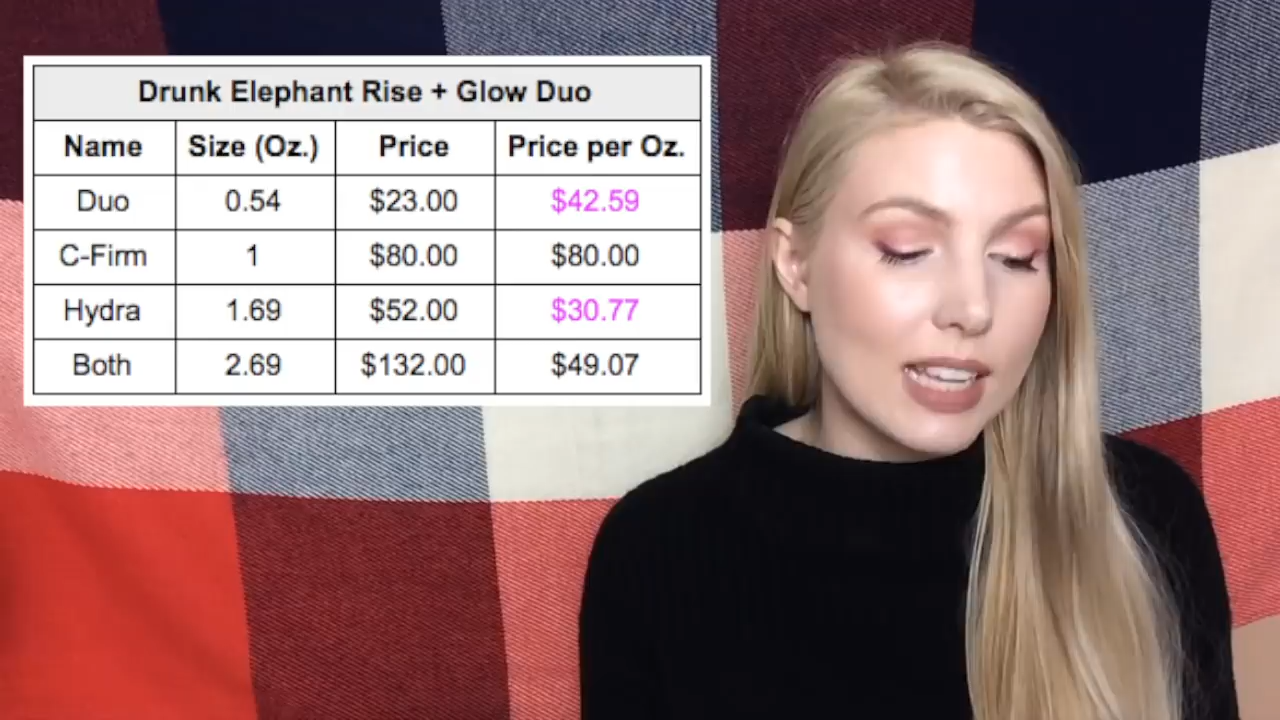 Drunk Elephant Rise + Glow Duo
Name Size (Oz.) Price Price per Oz.
Duo 0.54 $23.00 $42.59
C-Firm 1 $80.00 $80.00
Hydra 1.69 $52.00 $30.77
Both 2.69 $132.00 $49.07